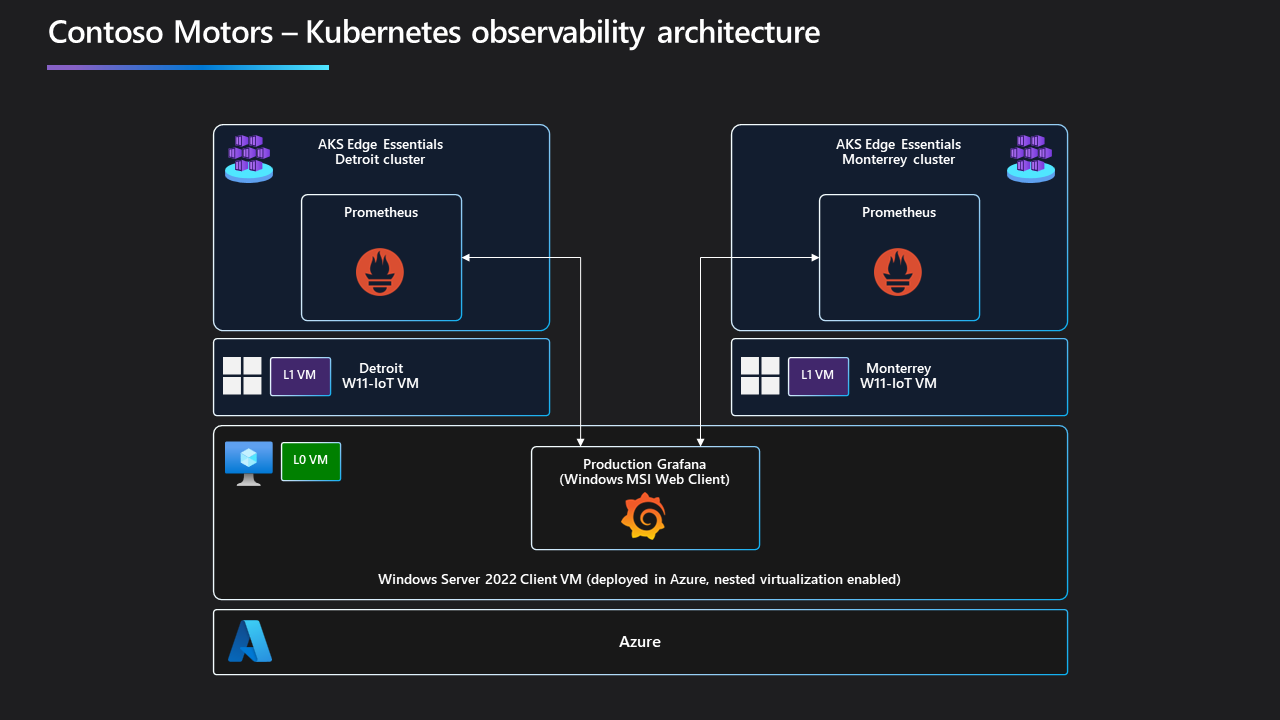 Contoso Motors – Kubernetes observability architecture
AKS Edge Essentials
Detroit cluster
Prometheus
AKS Edge Essentials
Monterrey cluster
Prometheus
L1 VM
Detroit
W11-IoT VM
L1 VM
Monterrey
W11-IoT VM
L0 VM
Production Grafana
(Windows MSI Web Client)
Windows Server 2022 Client VM (deployed in Azure, nested virtualization enabled)
Azure